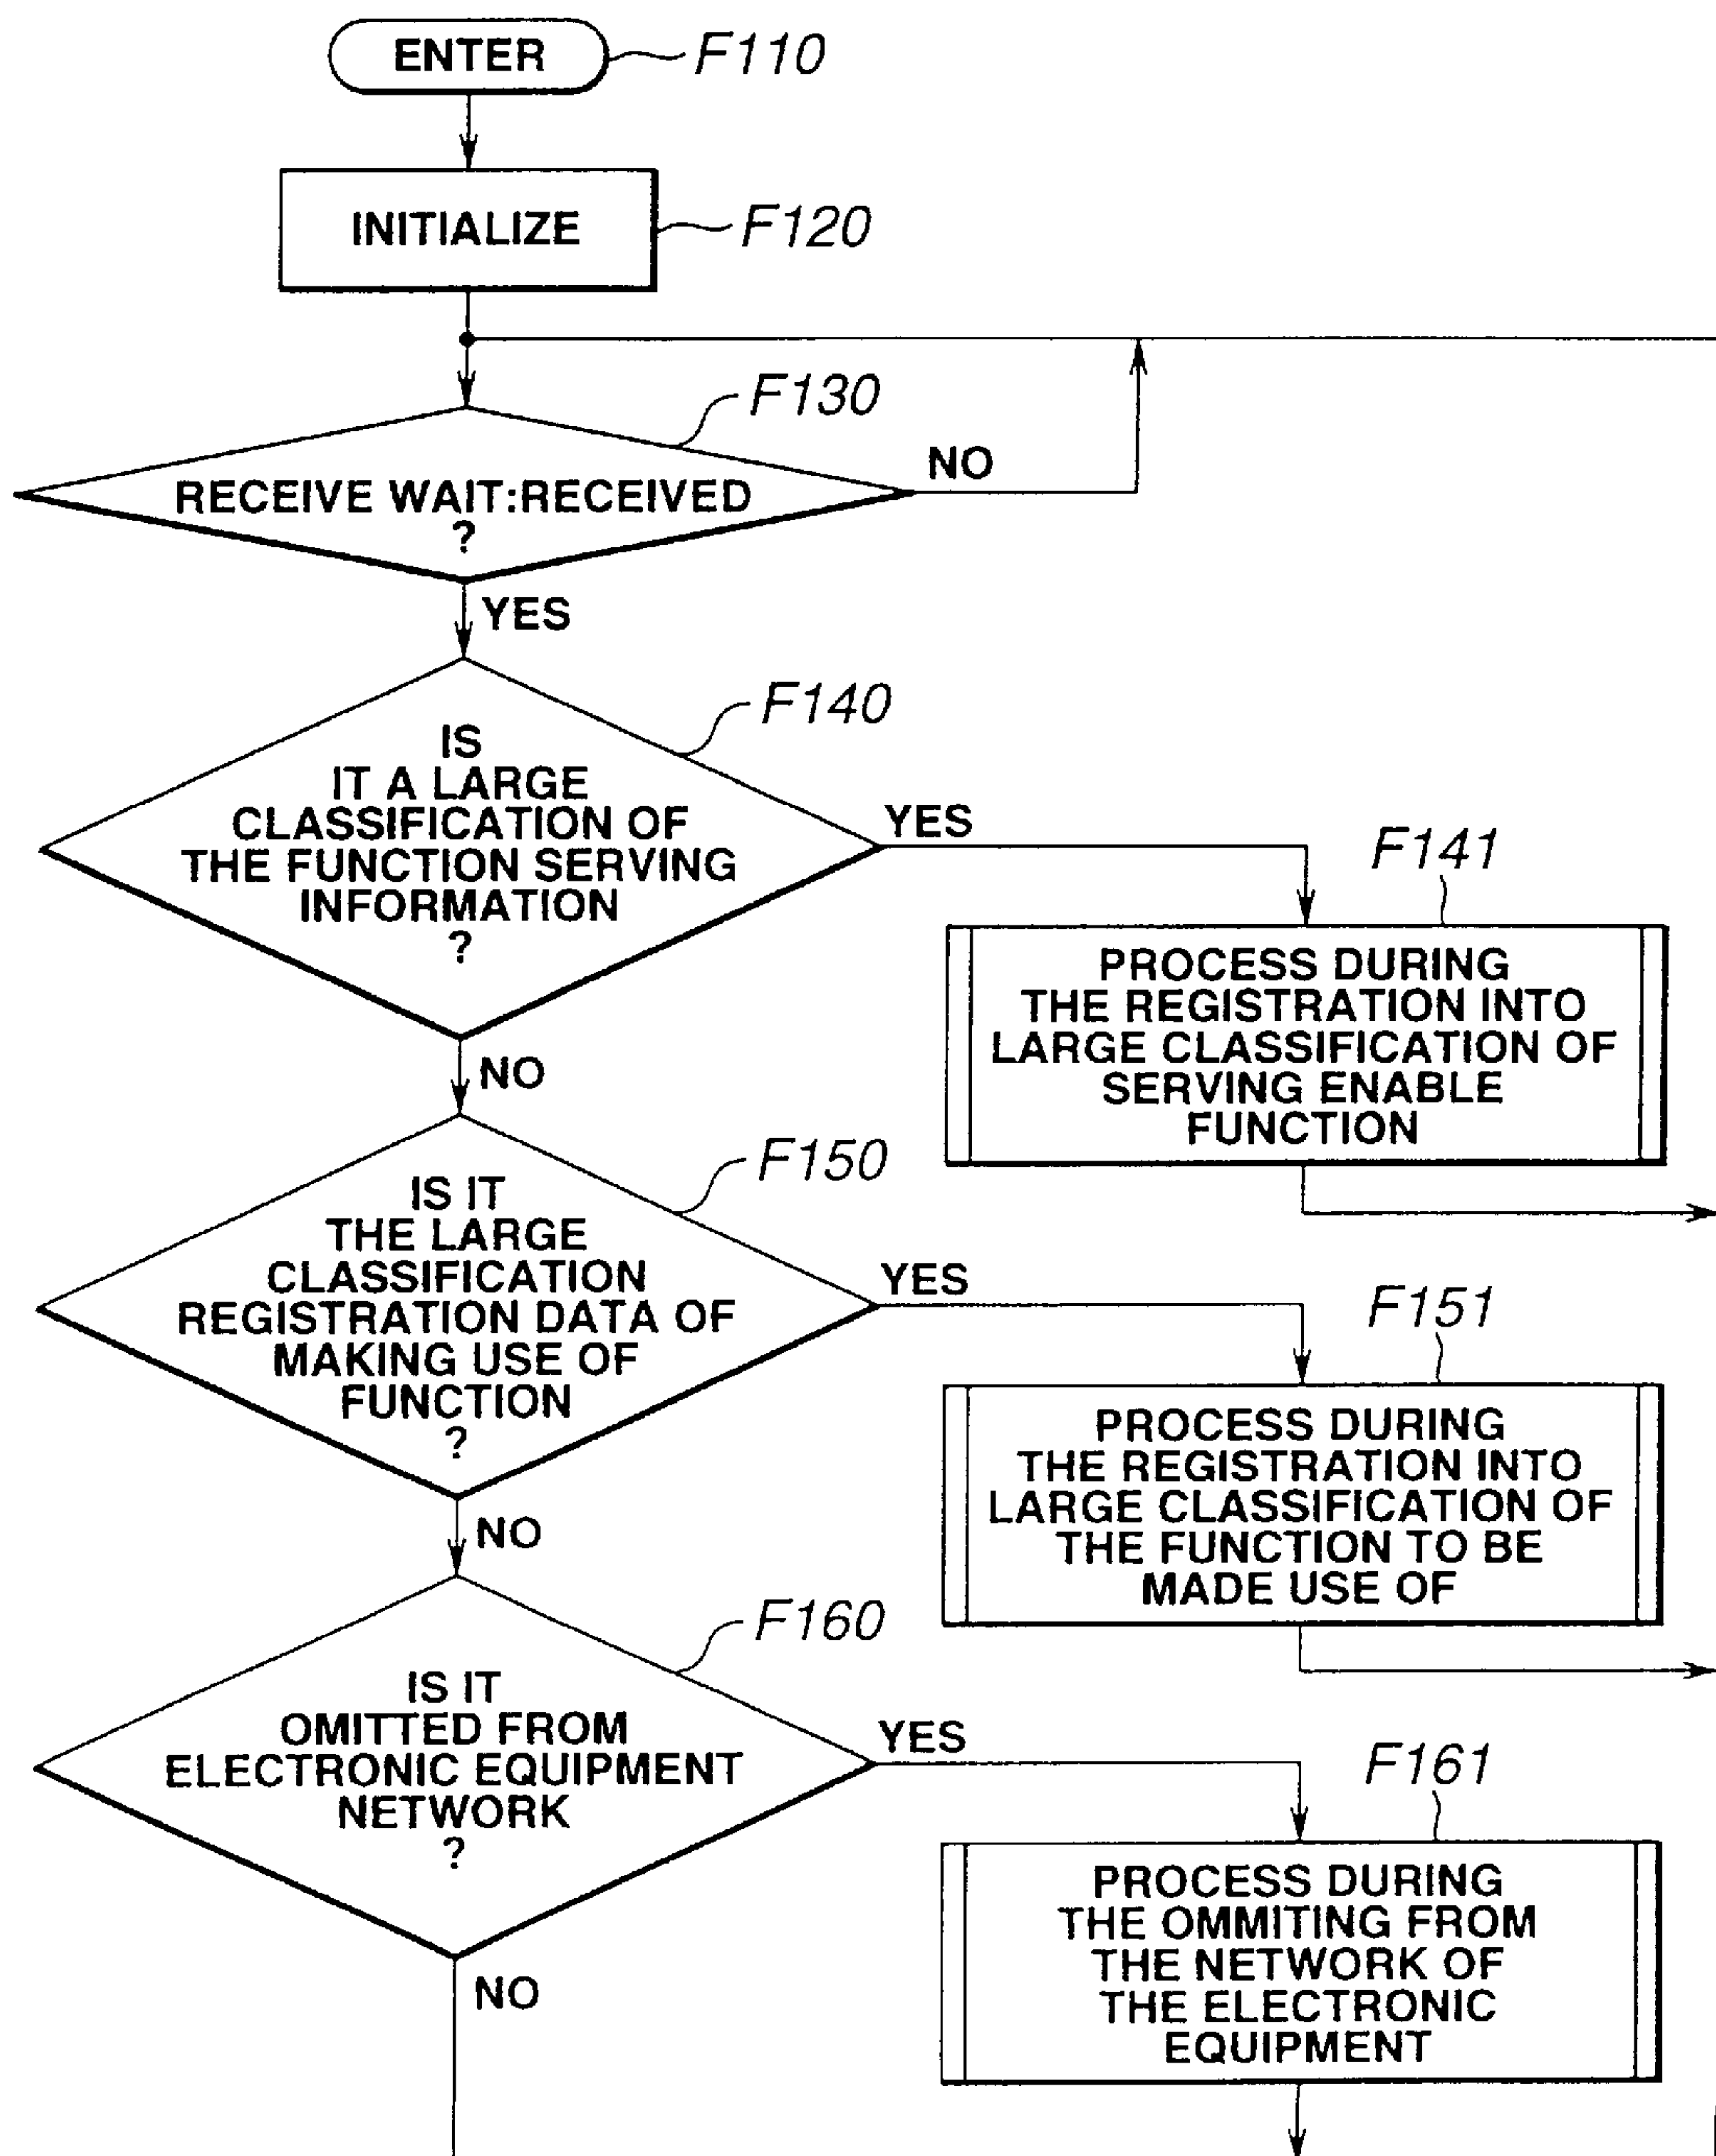 ENTER
F110
INITIALIZE
F120
F130
RECEIVE WAIT:RECEIVED
?
NO
YES
F140
IS
IT A LARGE
CLASSIFICATION OF
THE FUNCTION SERVING
INFORMATION
?
YES
NO
F141
PROCESS DURING
THE REGISTRATION INTO
LARGE CLASSIFICATION OF
SERVING ENABLE
FUNCTION
F150
IS IT
THE LARGE
CLASSIFICATION
REGISTRATION DATA OF
MAKING USE OF
FUNCTION
?
YES
NO
F151
PROCESS DURING
THE REGISTRATION INTO
LARGE CLASSIFICATION OF
THE FUNCTION TO BE
MADE USE OF
F160
IS IT
OMITTED FROM
ELECTRONIC EQUIPMENT
NETWORK
?
YES
NO
F161
PROCESS DURING
THE OMMITING FROM
THE NETWORK OF
THE ELECTRONIC
EQUIPMENT